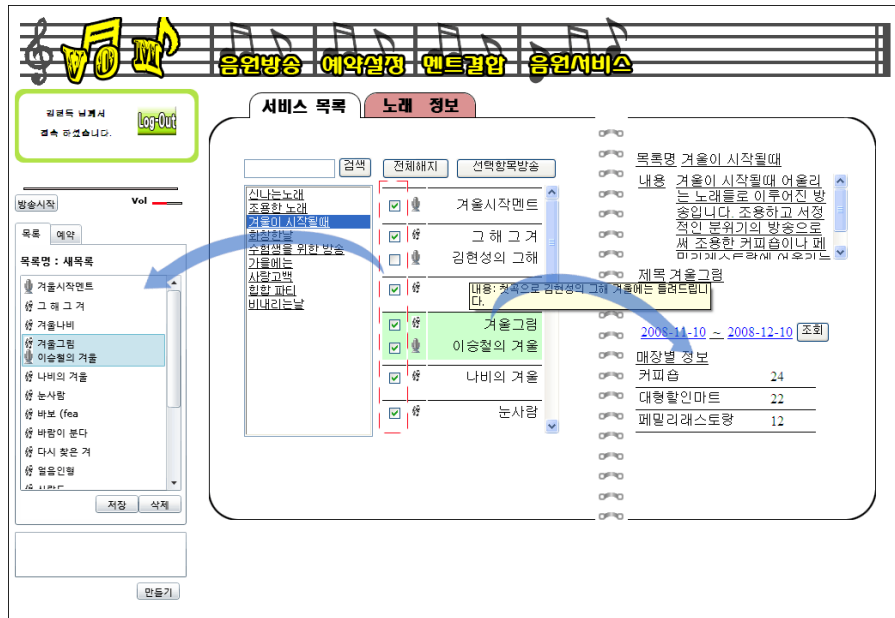 VOM
음원방송 예약설정 멘트결합 음원서비스
님께서
접속 하셨습니다.
Log-Out
방송시작
Vol
목록
예약
목록명 : 새목록
겨울시작멘트
그 해 그 겨
겨울나비
겨울그림
이승철의 겨울
나비의 겨울
눈사람
바보 (fea
바람이 분다
다시 찾은 겨
얼음인형
저장
삭제
만들기
서비스 목록
노래 정보
검색
전체해지
선택항목방송
신나는노래
조용한 노래
겨울이 시작될때
화창한날
수험생을 위한 방송
가을에는
사랑고백
힙합 파티
비내리는날
겨울시작멘트
그 해 그 겨
김현성의 그해
내용: 첫곡으로 김현성의 그해 겨울에는 들려드립니
다.
겨울그림
이승철의 겨울
나비의 겨울
눈사람
목록명 겨울이 시작될때
내용 겨울이 시작될때 어울리
는 노래들로 이루어진 방
송입니다. 조용하고 서정
적인 분위기의 방송으로
써 조용한 커피숍이나 페
밀리레스토랑에 어울리는
제목 겨울그림
2008-11-10 ~ 2008-12-10 조회
매장별 정보
커피숍 24
대형할인마트 22
페밀리래스토랑 12